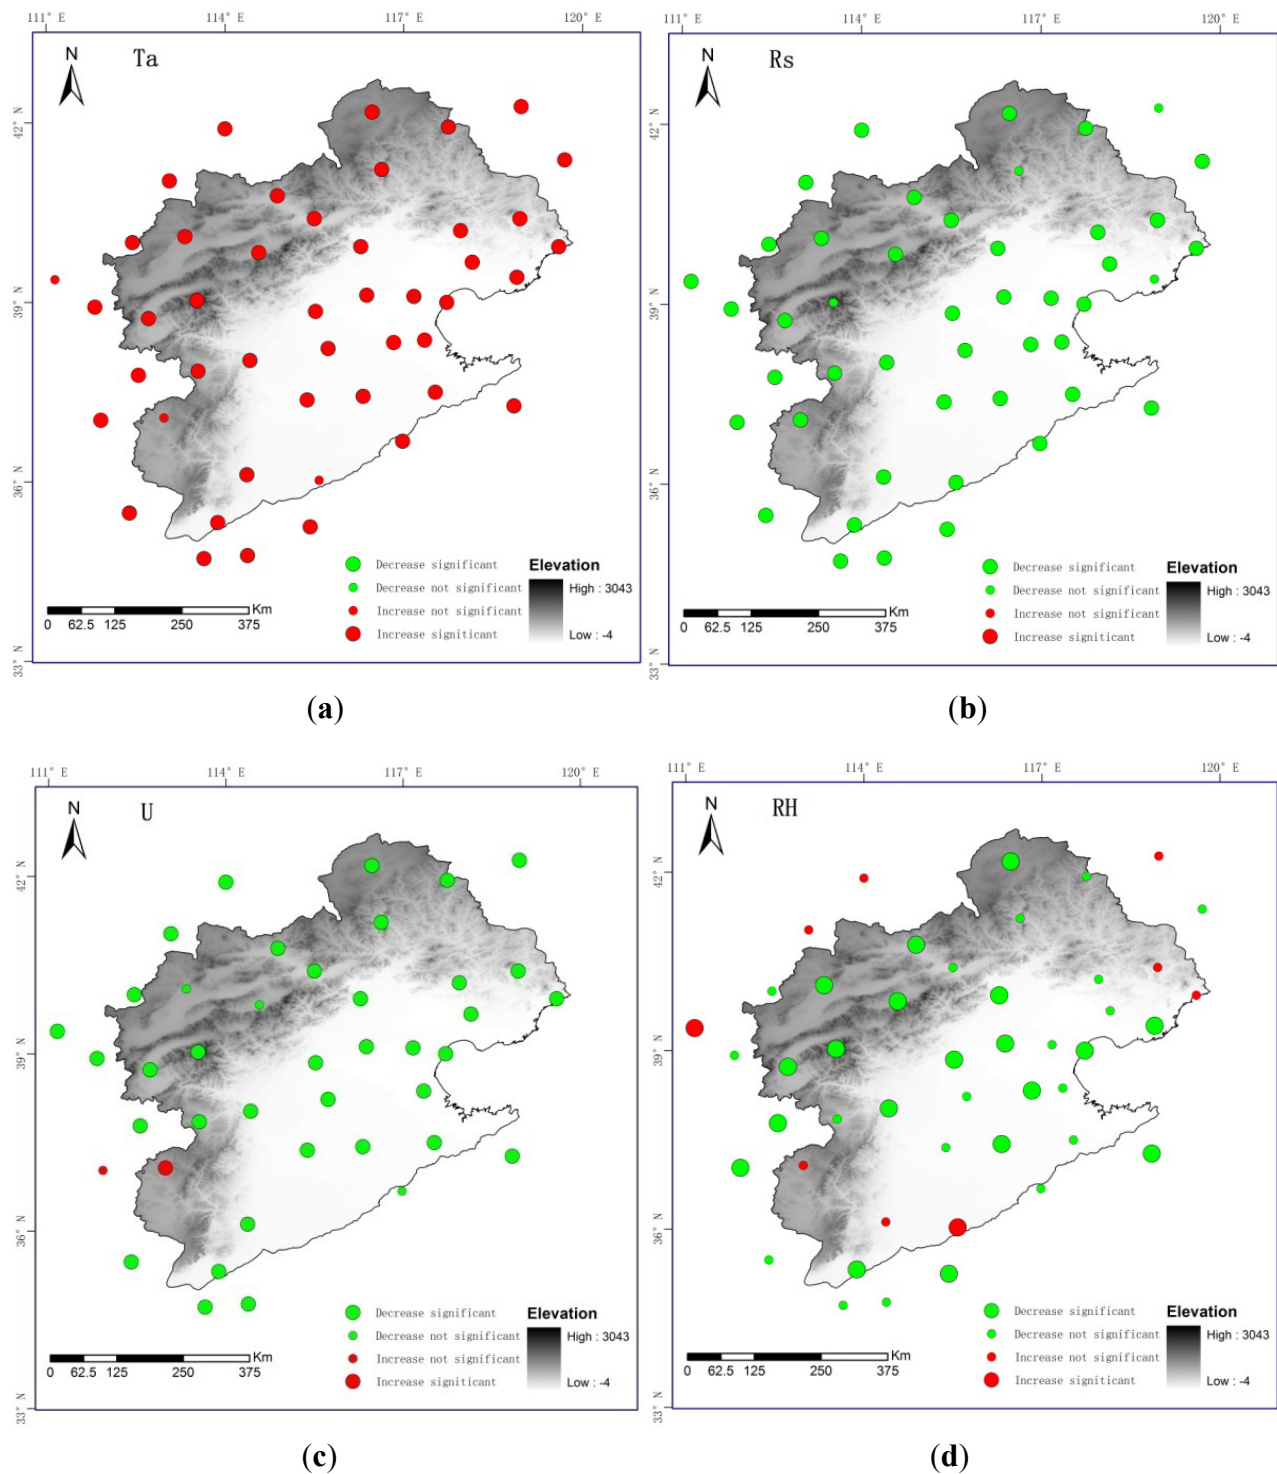 111° E 114° E 117° E 120° E
N
Ta
42° N
39° N
36° N
33° N
Decrease significant
Decrease not significant
Increase not significant
Increase signiticant
Elevation
High : 3043
Low : -4
Km
0 62.5 125 250 375
(a)
111° E 114° E 117° E 120° E
N
Rs
42° N
39° N
36° N
33° N
Decrease significant
Decrease not significant
Increase not significant
Increase signiticant
Elevation
High : 3043
Low : -4
Km
0 62.5 125 250 375
(b)
111° E 114° E 117° E 120° E
N
U
42° N
39° N
36° N
33° N
Decrease significant
Decrease not significant
Increase not significant
Increase signiticant
Elevation
High : 3043
Low : -4
Km
0 62.5 125 250 375
(c)
111° E 114° E 117° E 120° E
N
RH
42° N
39° N
36° N
33° N
Decrease significant
Decrease not significant
Increase not significant
Increase signiticant
Elevation
High : 3043
Low : -4
Km
0 62.5 125 250 375
(d)